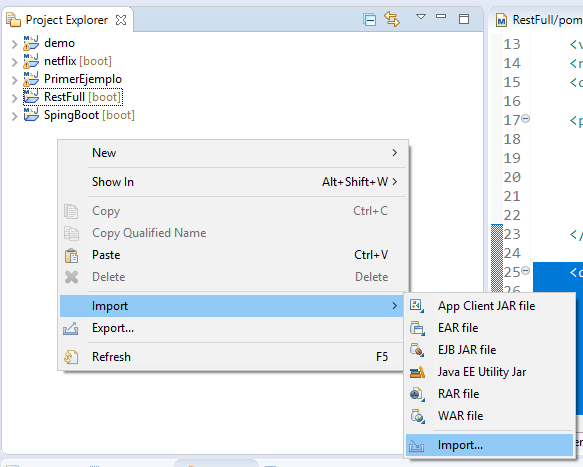 Project Explorer
demo
netflix [boot]
PrimerEjemplo
RestFull [boot]
SpingBoot [boot]
New
Show In Alt+Shift+W
Copy Ctrl+C
Copy Qualified Name
Paste Ctrl+V
Delete Delete
Import
Export...
Refresh F5
App Client JAR file
EAR file
EJB JAR file
Java EE Utility Jar
RAR file
WAR file
Import...
RestFull/pom
13 <v
14 <n
15 <c
16
17 <p
18
19
20
21
22
23 </
24
25 <d
26